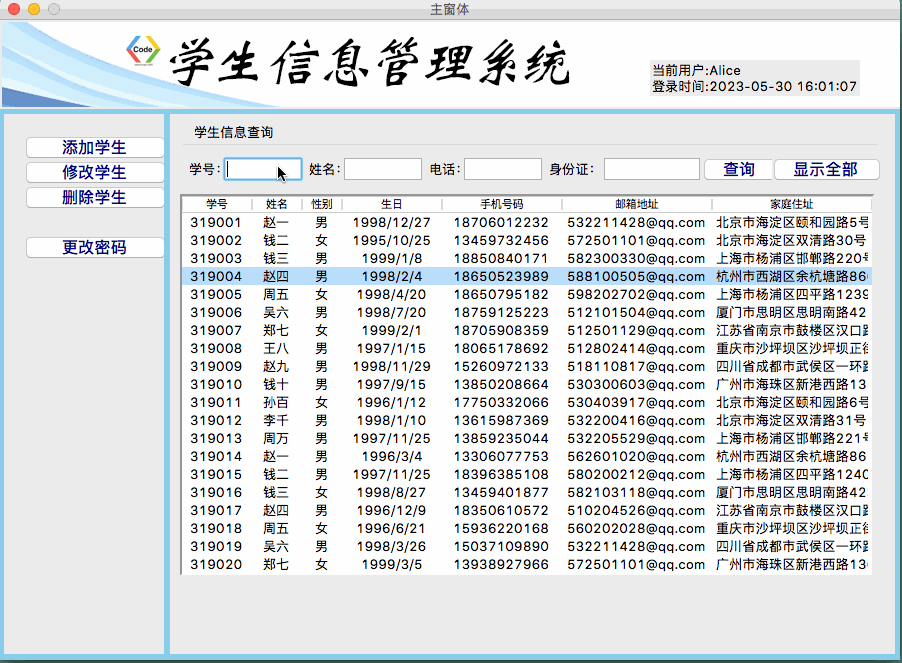 主窗体
Code
学生信息管理系统
当前用户:Alice
登录时间:2023-05-30 16:01:07
添加学生
修改学生
删除学生
更改密码
学生信息查询
学号: 姓名: 电话: 身份证: 查询 显示全部
学号 姓名 性别 生日 手机号码 邮箱地址 家庭住址
319001 赵一 男 1998/12/27 18706012232 532211428@qq.com 北京市海淀区颐和园路5号
319002 钱二 女 1995/10/25 13459732456 572501101@qq.com 北京市海淀区双清路30号
319003 钱三 男 1999/1/8 18850840171 582300330@qq.com 上海市杨浦区邯郸路220号
319004 赵四 男 1998/2/4 18650523989 588100505@qq.com 杭州市西湖区余杭塘路86
319005 周五 女 1998/4/20 18650795182 598202702@qq.com 上海市杨浦区四平路1239
319006 吴六 男 1998/7/20 18759125223 512101504@qq.com 厦门市思明区思明南路42
319007 郑七 女 1999/2/1 18705908359 512501129@qq.com 江苏省南京市鼓楼区汉口路
319008 王八 男 1997/1/15 18065178692 512802414@qq.com 重庆市沙坪坝区沙坪坝正街
319009 赵九 男 1998/11/29 15260972133 518110817@qq.com 四川省成都市武侯区一环路
319010 钱十 男 1997/9/15 13850208664 530300603@qq.com 广州市海珠区新港西路13
319011 孙百 女 1996/1/12 17750332066 530403917@qq.com 北京市海淀区颐和园路6号
319012 李千 男 1998/1/10 13615987369 532200416@qq.com 北京市海淀区双清路31号
319013 周万 男 1997/11/25 13859235044 532205529@qq.com 上海市杨浦区邯郸路221号
319014 赵一 男 1996/3/4 13306077753 562601020@qq.com 杭州市西湖区余杭塘路86
319015 钱二 男 1997/11/25 18396385108 580200212@qq.com 上海市杨浦区四平路1240
319016 钱三 女 1998/8/27 13459401877 582103118@qq.com 厦门市思明区思明南路42
319017 赵四 男 1996/12/9 18350610572 510204526@qq.com 江苏省南京市鼓楼区汉口路
319018 周五 女 1996/6/21 15936220168 560202028@qq.com 重庆市沙坪坝区沙坪坝正街
319019 吴六 男 1998/3/26 15037109890 532211428@qq.com 四川省成都市武侯区一环路
319020 郑七 女 1999/3/5 13938927966 572501101@qq.com 广州市海珠区新港西路13